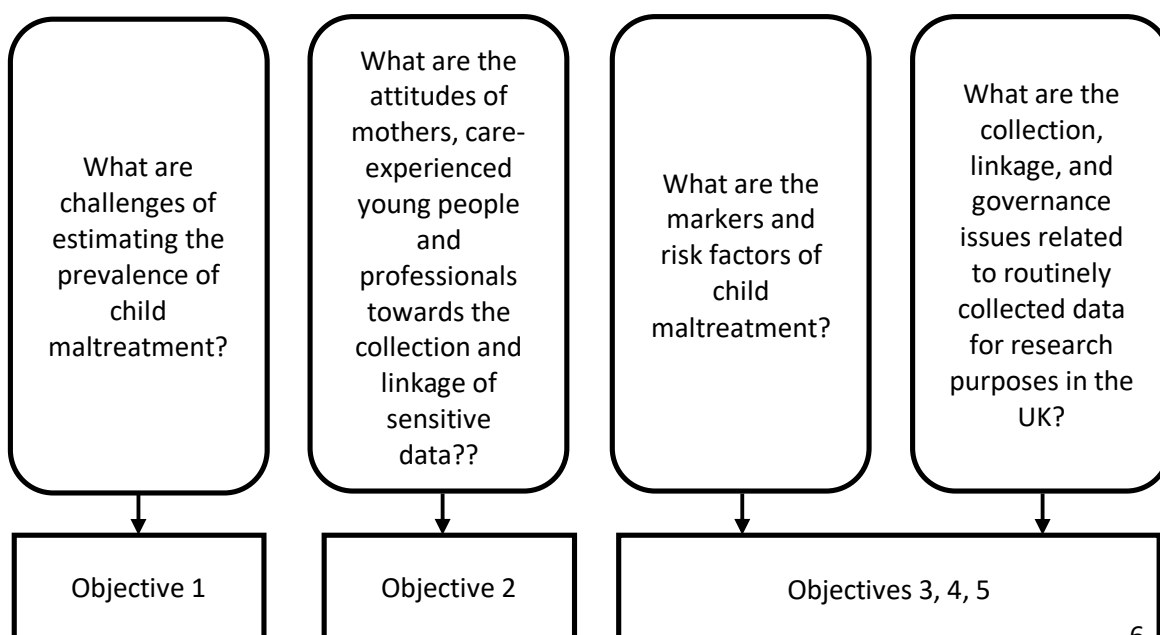 What are
challenges of
estimating the
prevalence of
child
maltreatment?
What are the
attitudes of
mothers, care-
experienced
young people
and
professionals
towards the
collection and
linkage of
sensitive
data??
What are the
markers and
risk factors of
child
maltreatment?
What are the
collection,
linkage, and
governance
issues related
to routinely
collected data
for research
purposes in the
UK?
Objective 1
Objective 2
Objectives 3, 4, 5
6